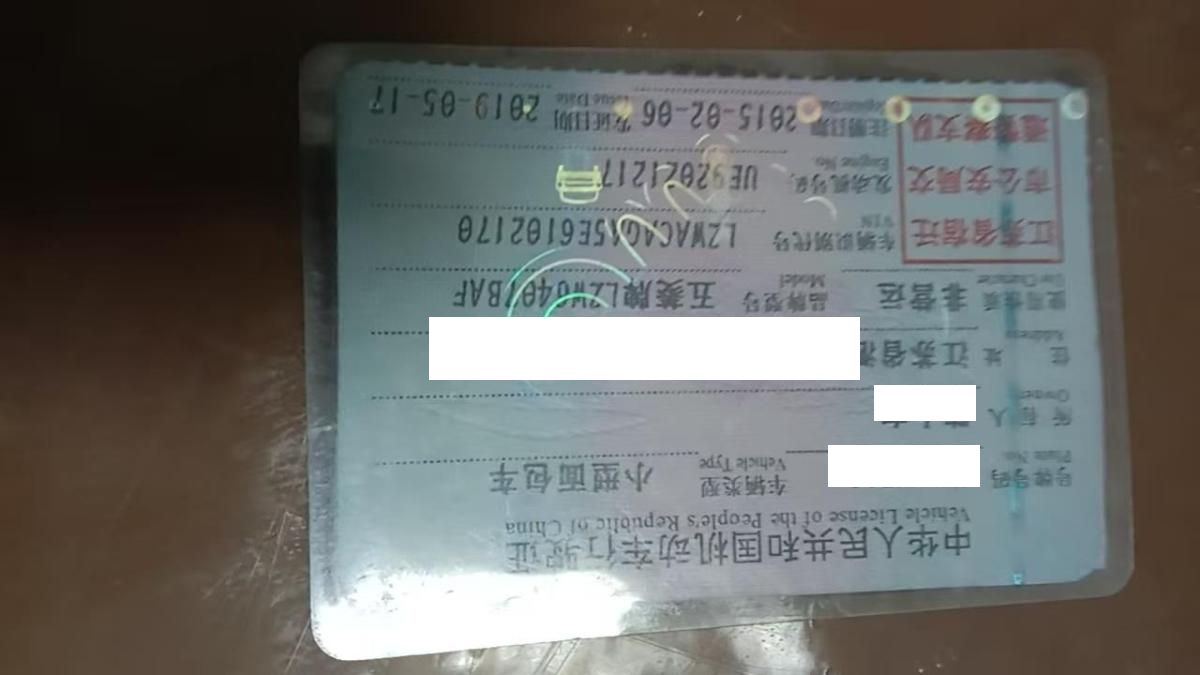 中华人民共和国机动车行驶证
Vehicle License of the People's Republic of China
号牌号码 车辆类型 小型面包车
Plate No. Vehicle Type
所有人
Owner
住 址 江苏省
Address
使用性质 非营运 品牌型号 五菱牌LZW6407BAF
Use Character Model
江苏省宿迁 车辆识别代号 LZWACAGA5E6102170
VIN
市公安局交 发动机号码 UE92021217
Engine No.
通警察支队 注册日期 2015-02-06 发证日期 2019-05-17
Register Date Issue Date